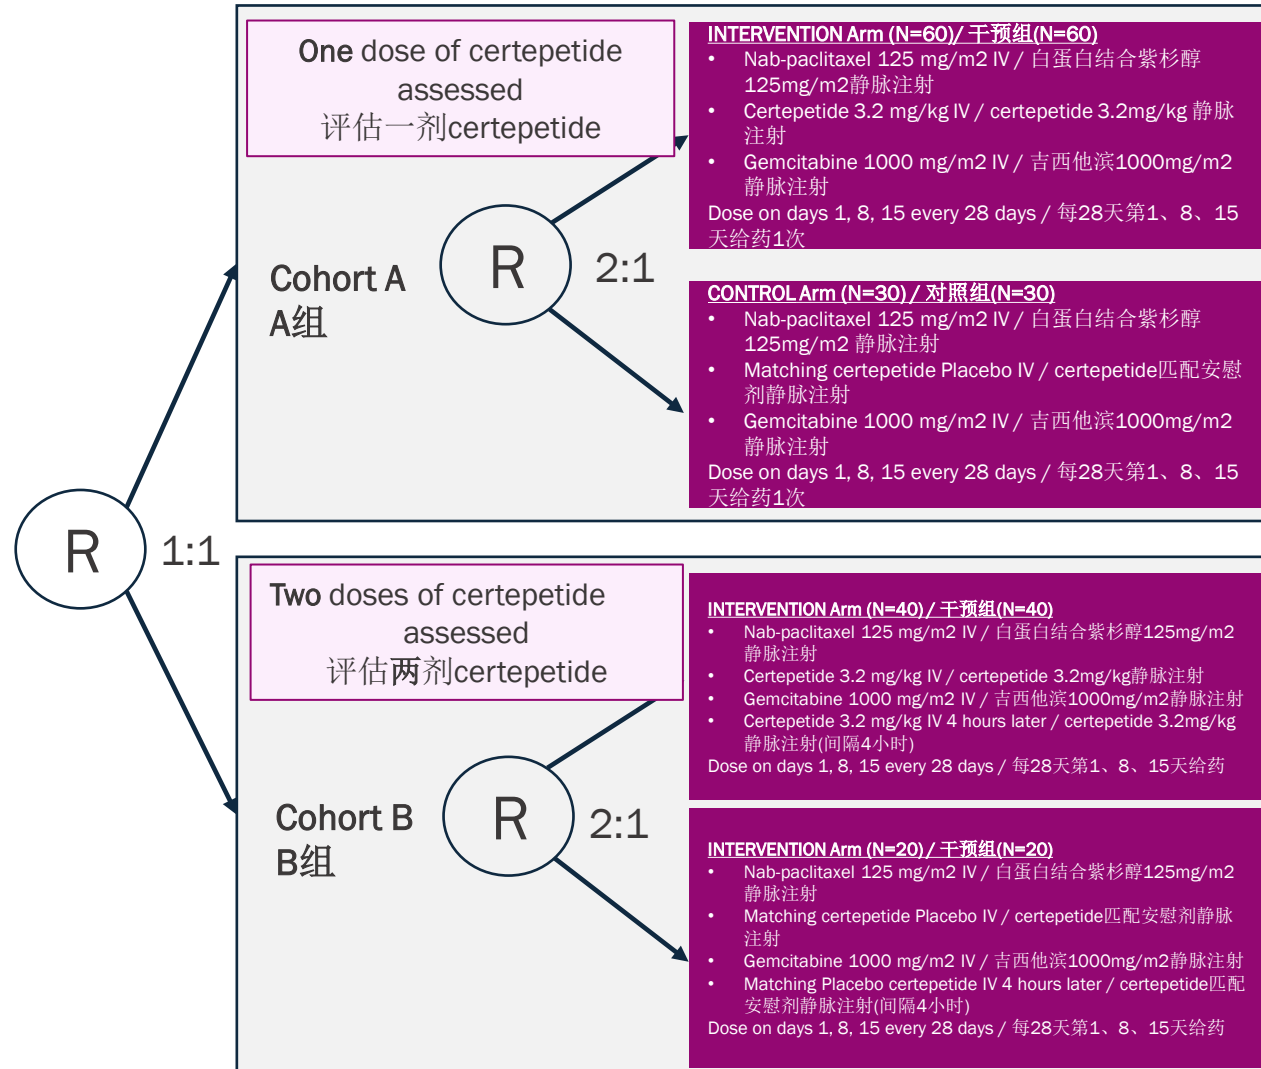 One dose of certepetide
assessed
评估一剂certepetide
INTERVENTION Arm (N=60)/ 干预组(N=60)
• Nab-paclitaxel 125 mg/m2 IV / 白蛋白结合紫杉醇
125mg/m2静脉注射
• Certepetide 3.2 mg/kg IV / certepetide 3.2mg/kg 静脉
注射
• Gemcitabine 1000 mg/m2 IV / 吉西他滨1000mg/m2
静脉注射
Dose on days 1, 8, 15 every 28 days / 每28天第1、8、15
天给药1次
Cohort A
A组
R
2:1
CONTROL Arm (N=30) / 对照组(N=30)
• Nab-paclitaxel 125 mg/m2 IV / 白蛋白结合紫杉醇
125mg/m2 静脉注射
• Matching certepetide Placebo IV / certepetide匹配安慰
剂静脉注射
• Gemcitabine 1000 mg/m2 IV / 吉西他滨1000mg/m2
静脉注射
Dose on days 1, 8, 15 every 28 days / 每28天第1、8、15
天给药1次
R
1:1
Two doses of certepetide
assessed
评估两剂certepetide
INTERVENTION Arm (N=40) / 干预组(N=40)
• Nab-paclitaxel 125 mg/m2 IV / 白蛋白结合紫杉醇125mg/m2
静脉注射
• Certepetide 3.2 mg/kg IV / certepetide 3.2mg/kg静脉注射
• Gemcitabine 1000 mg/m2 IV / 吉西他滨1000mg/m2静脉注射
• Certepetide 3.2 mg/kg IV 4 hours later / certepetide 3.2mg/kg
静脉注射(间隔4小时)
Dose on days 1, 8, 15 every 28 days / 每28天第1、8、15天给药
Cohort B
B组
R
2:1
INTERVENTION Arm (N=20) / 干预组(N=20)
• Nab-paclitaxel 125 mg/m2 IV / 白蛋白结合紫杉醇125mg/m2
静脉注射
• Matching certepetide Placebo IV / certepetide匹配安慰剂静脉
注射
• Gemcitabine 1000 mg/m2 IV / 吉西他滨1000mg/m2静脉注射
• Matching Placebo certepetide IV 4 hours later / certepetide匹配
安慰剂静脉注射(间隔4小时)
Dose on days 1, 8, 15 every 28 days / 每28天第1、8、15天给药